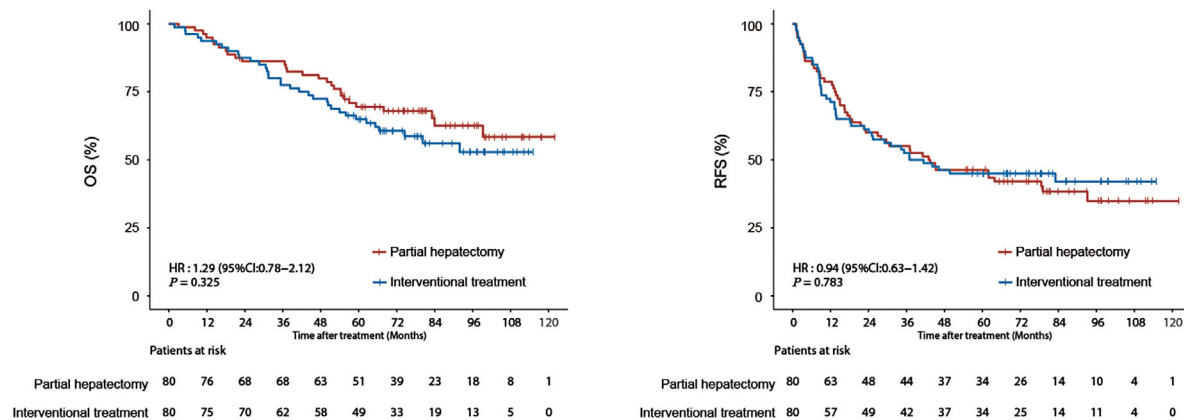 100
75
50
25
0
OS (%)
Partial hepatectomy
Interventional treatment
HR : 1.29 (95%CI:0.78–2.12)
P = 0.325
0 12 24 36 48 60 72 84 96 108 120
Time after treatment (Months)
Patients at risk
Partial hepatectomy 80 76 68 68 63 51 39 23 18 8 1
Interventional treatment 80 75 70 62 58 49 33 19 13 5 0
100
75
50
25
0
RFS (%)
Partial hepatectomy
Interventional treatment
HR : 0.94 (95%CI:0.63–1.42)
P = 0.783
0 12 24 36 48 60 72 84 96 108 120
Time after treatment (Months)
Patients at risk
Partial hepatectomy 80 63 48 44 37 34 26 14 10 4 1
Interventional treatment 80 57 49 42 37 34 25 14 11 4 0